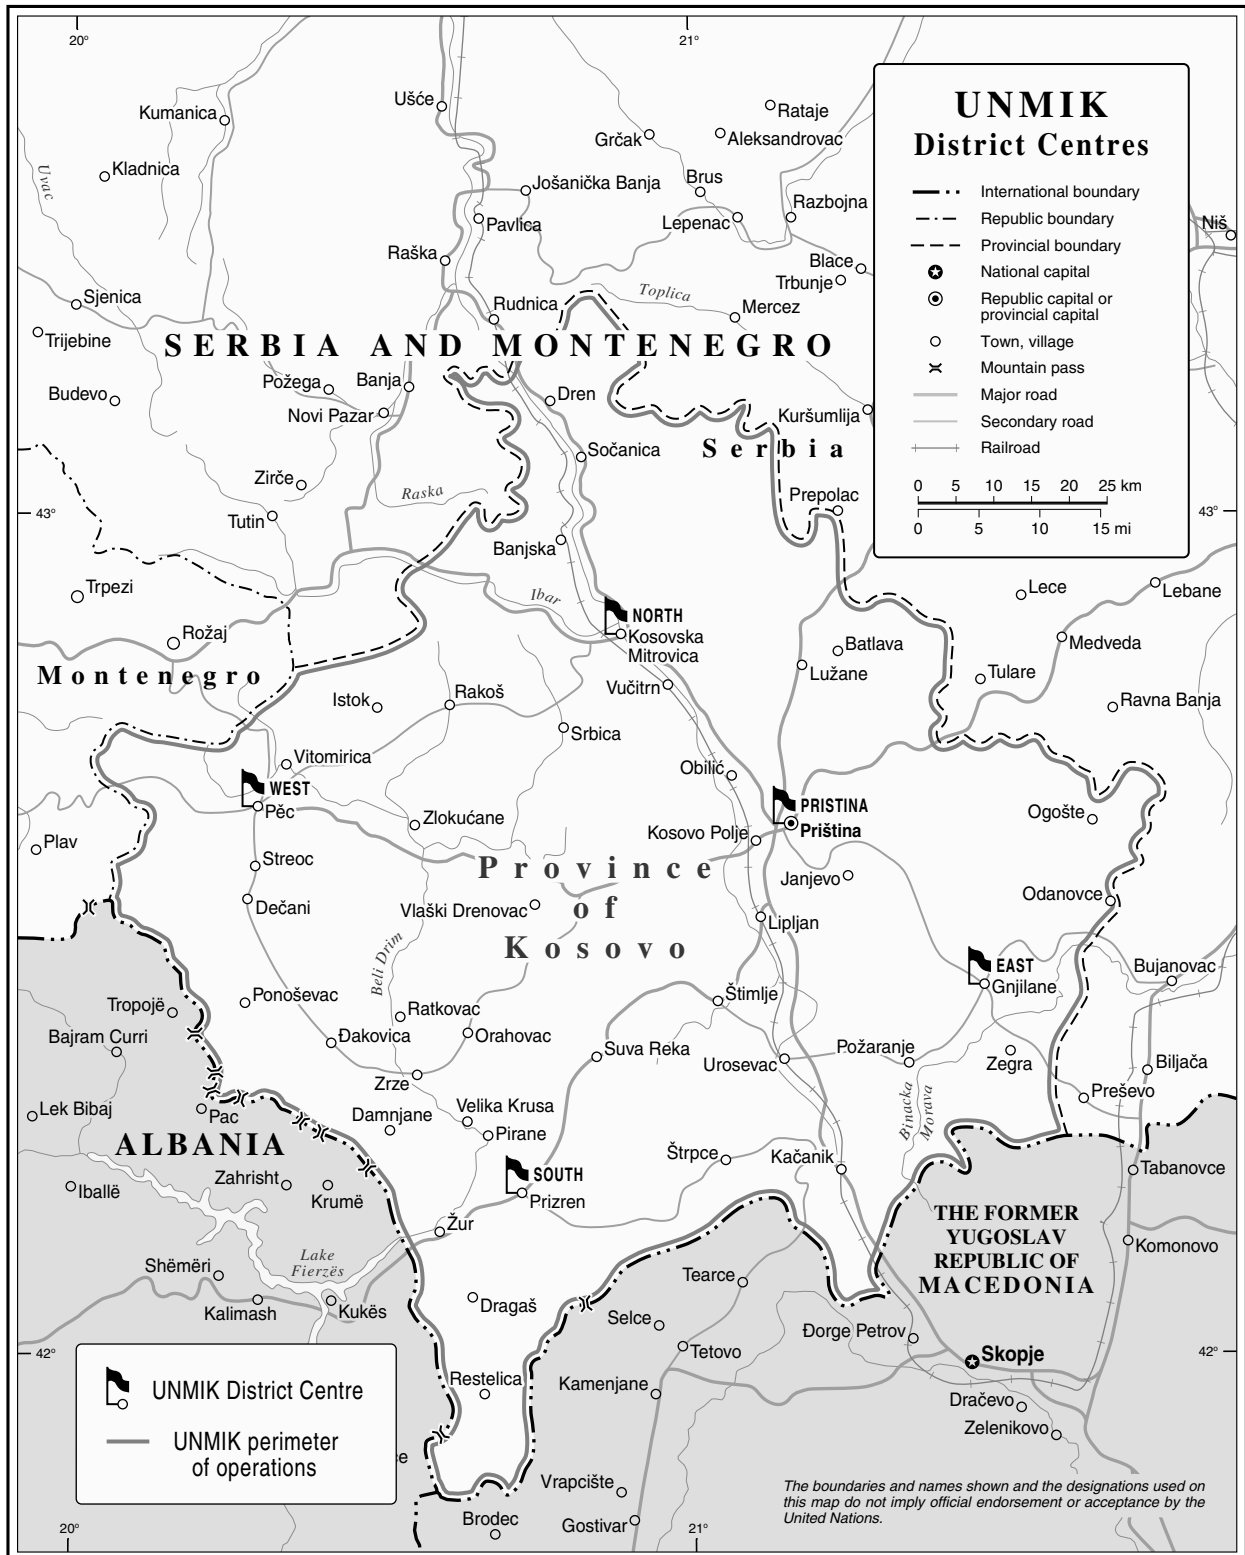 20°
21°
UNMIK
District Centres
International boundary
Republic boundary
Provincial boundary
National capital
Republic capital or
provincial capital
Town, village
Mountain pass
Major road
Secondary road
Railroad
0 5 10 15 20 25 km
0 5 10 15 mi
Ušće
Kumanica
Rataje
Grčak
Aleksandrovac
Kladnica
Uvac
Jošanička Banja
Brus
Razbojna
Pavlica
Lepenac
Niš
Raška
Blace
Trbunje
Toplica
Sjenica
Rudnica
Mercez
Trijebine
SERBIA AND MONTENEGRO
Požega
Banja
Budevo
Dren
Novi Pazar
Kuršumlija
Sočanica
Serbia
Zirče
Raska
Prepolac
43°
43°
Tutin
Banjska
Trpezi
Ibar
Lece
Lebane
NORTH
Kosovska
Mitrovica
Rožaj
Batlava
Medveda
Montenegro
Lužane
Tulare
Vučitrn
Istok
Rakoš
Ravna Banja
Srbica
Vitomirica
Obilić
WEST
Pěc
PRISTINA
Priština
Ogošte
Zlokućane
Kosovo Polje
Plav
Streoc
Province
of
Kosovo
Janjevo
Dečani
Vlaški Drenovac
Odanovce
Lipljan
Beli Drim
EAST
Gnjilane
Bujanovac
Tropojë
Ponoševac
Štimlje
Ratkovac
Bajram Curri
Đakovica
Orahovac
Suva Reka
Urosevac
Požaranje
Zegra
Biljača
Zrze
Lek Bibaj
Pac
Damnjane
Velika Krusa
Binacka
Morava
Preševo
ALBANIA
Pirane
Štrpce
Kačanik
Tabanovce
Iballë
Zahrisht
Krumë
SOUTH
Prizren
THE FORMER
YUGOSLAV
REPUBLIC OF
MACEDONIA
Žur
Komonovo
Lake
Fierzës
Shëmëri
Tearce
Kalimash
Kukës
Dragaš
Selce
Đorge Petrov
42°
42°
Tetovo
Skopje
UNMIK District Centre
Restelica
Kamenjane
Dračevo
Zelenikovo
UNMIK perimeter
of operations
ce
Vrapcište
The boundaries and names shown and the designations used on
this map do not imply official endorsement or acceptance by the
United Nations.
Brodec
Gostivar
20°
21°